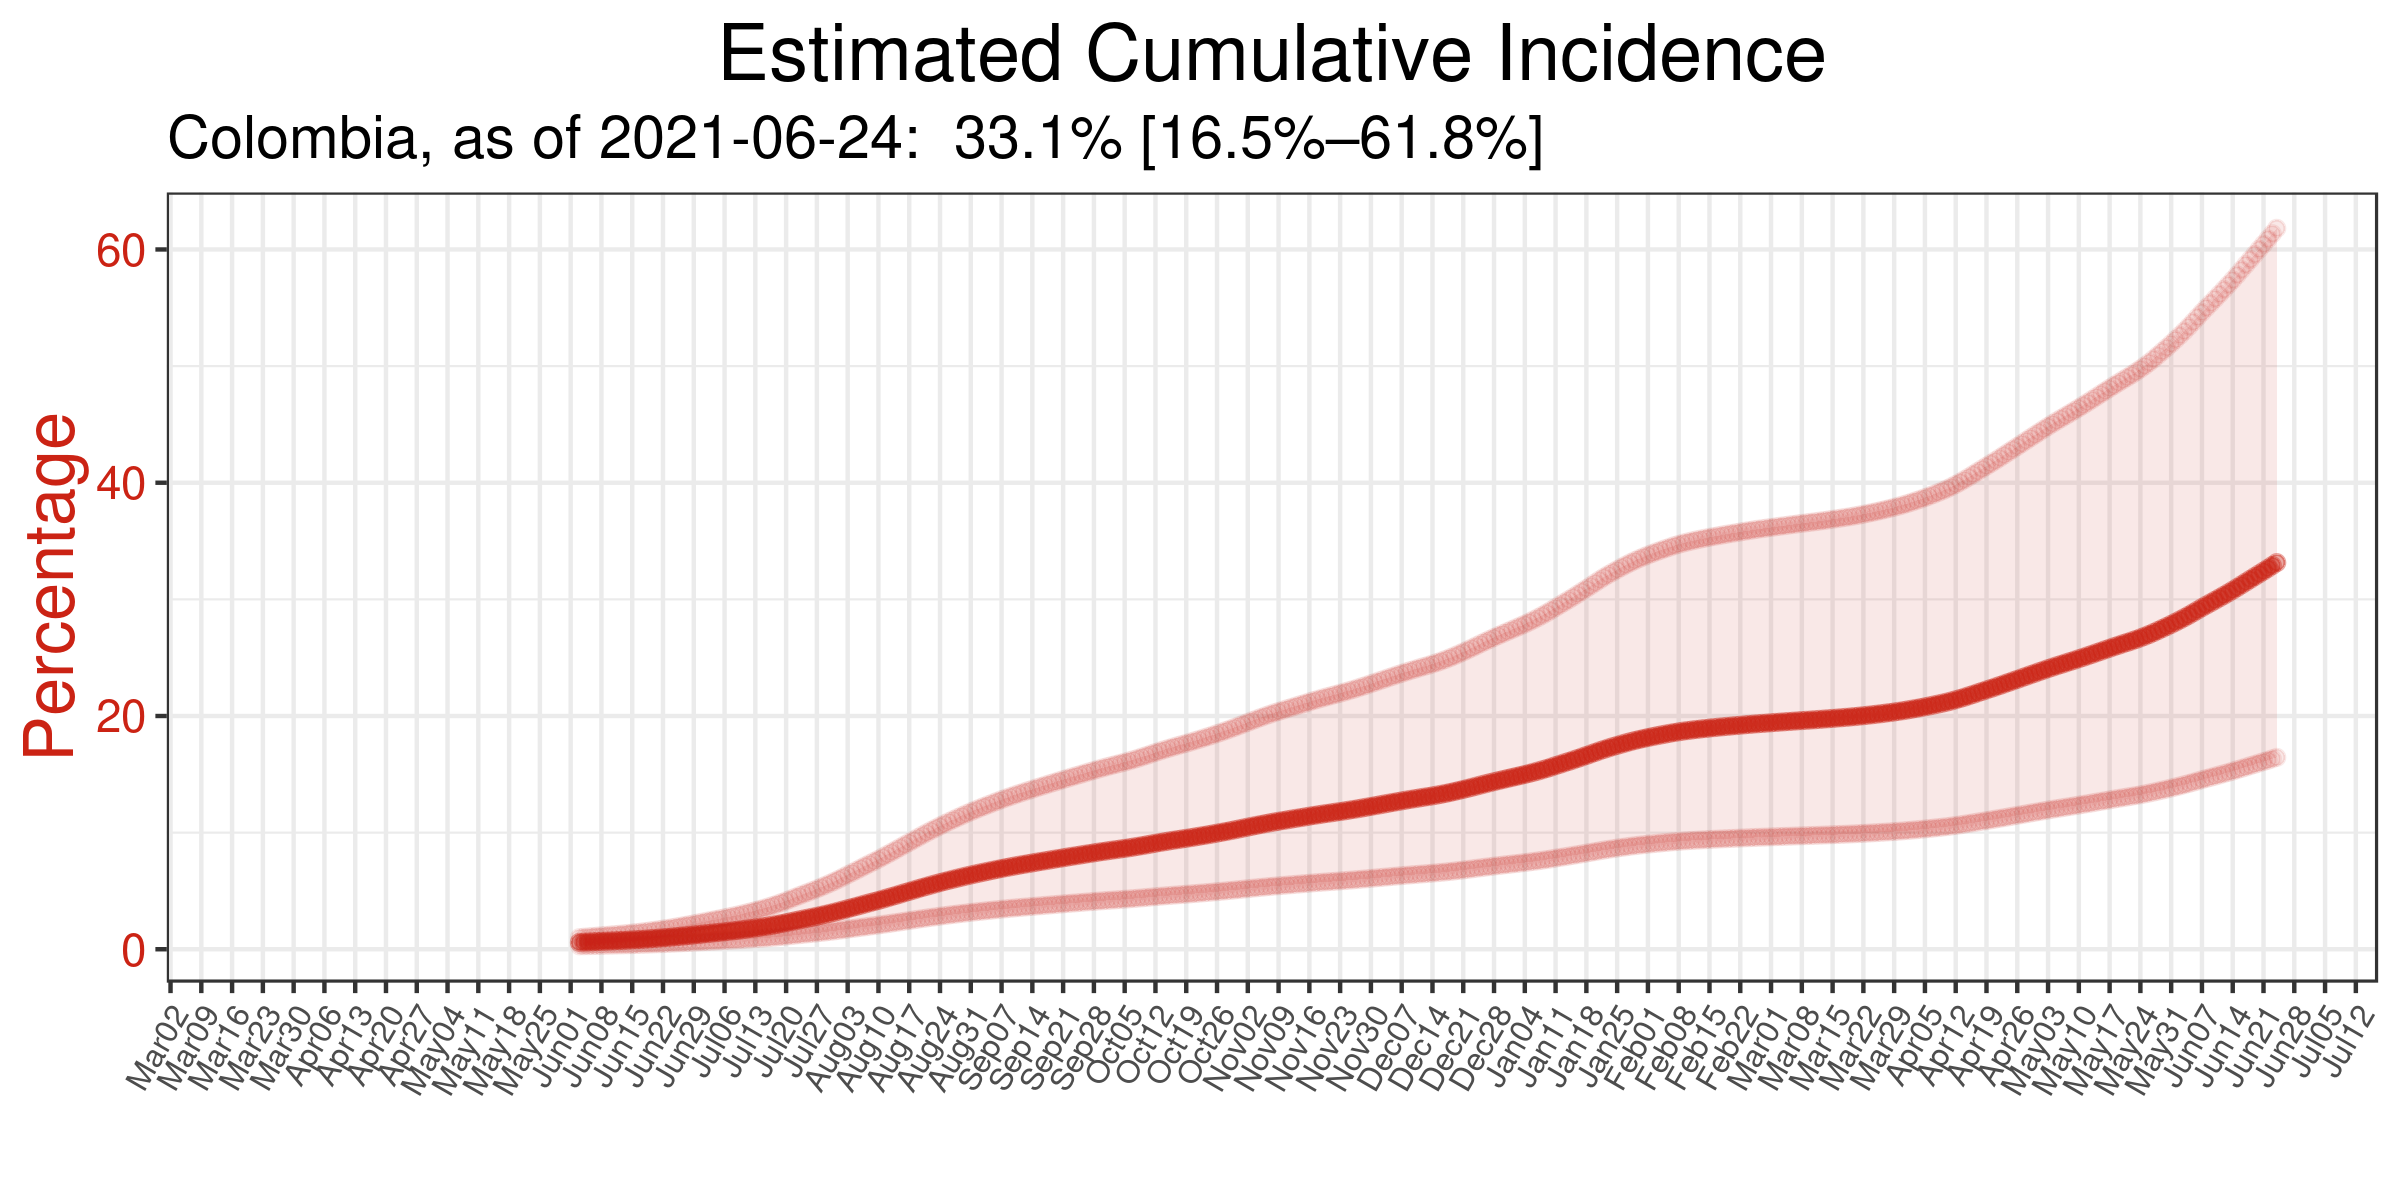 Estimated Cumulative Incidence
Colombia, as of 2021-06-24:  33.1% [16.5%–61.8%]
Percentage
60
40
20
0
Mar02
Mar09
Mar16
Mar23
Mar30
Apr06
Apr13
Apr20
Apr27
May04
May11
May18
May25
Jun01
Jun08
Jun15
Jun22
Jun29
Jul06
Jul13
Jul20
Jul27
Aug03
Aug10
Aug17
Aug24
Aug31
Sep07
Sep14
Sep21
Sep28
Oct05
Oct12
Oct19
Oct26
Nov02
Nov09
Nov16
Nov23
Nov30
Dec07
Dec14
Dec21
Dec28
Jan04
Jan11
Jan18
Jan25
Feb01
Feb08
Feb15
Feb22
Mar01
Mar08
Mar15
Mar22
Mar29
Apr05
Apr12
Apr19
Apr26
May03
May10
May17
May24
May31
Jun07
Jun14
Jun21
Jun28
Jul05
Jul12